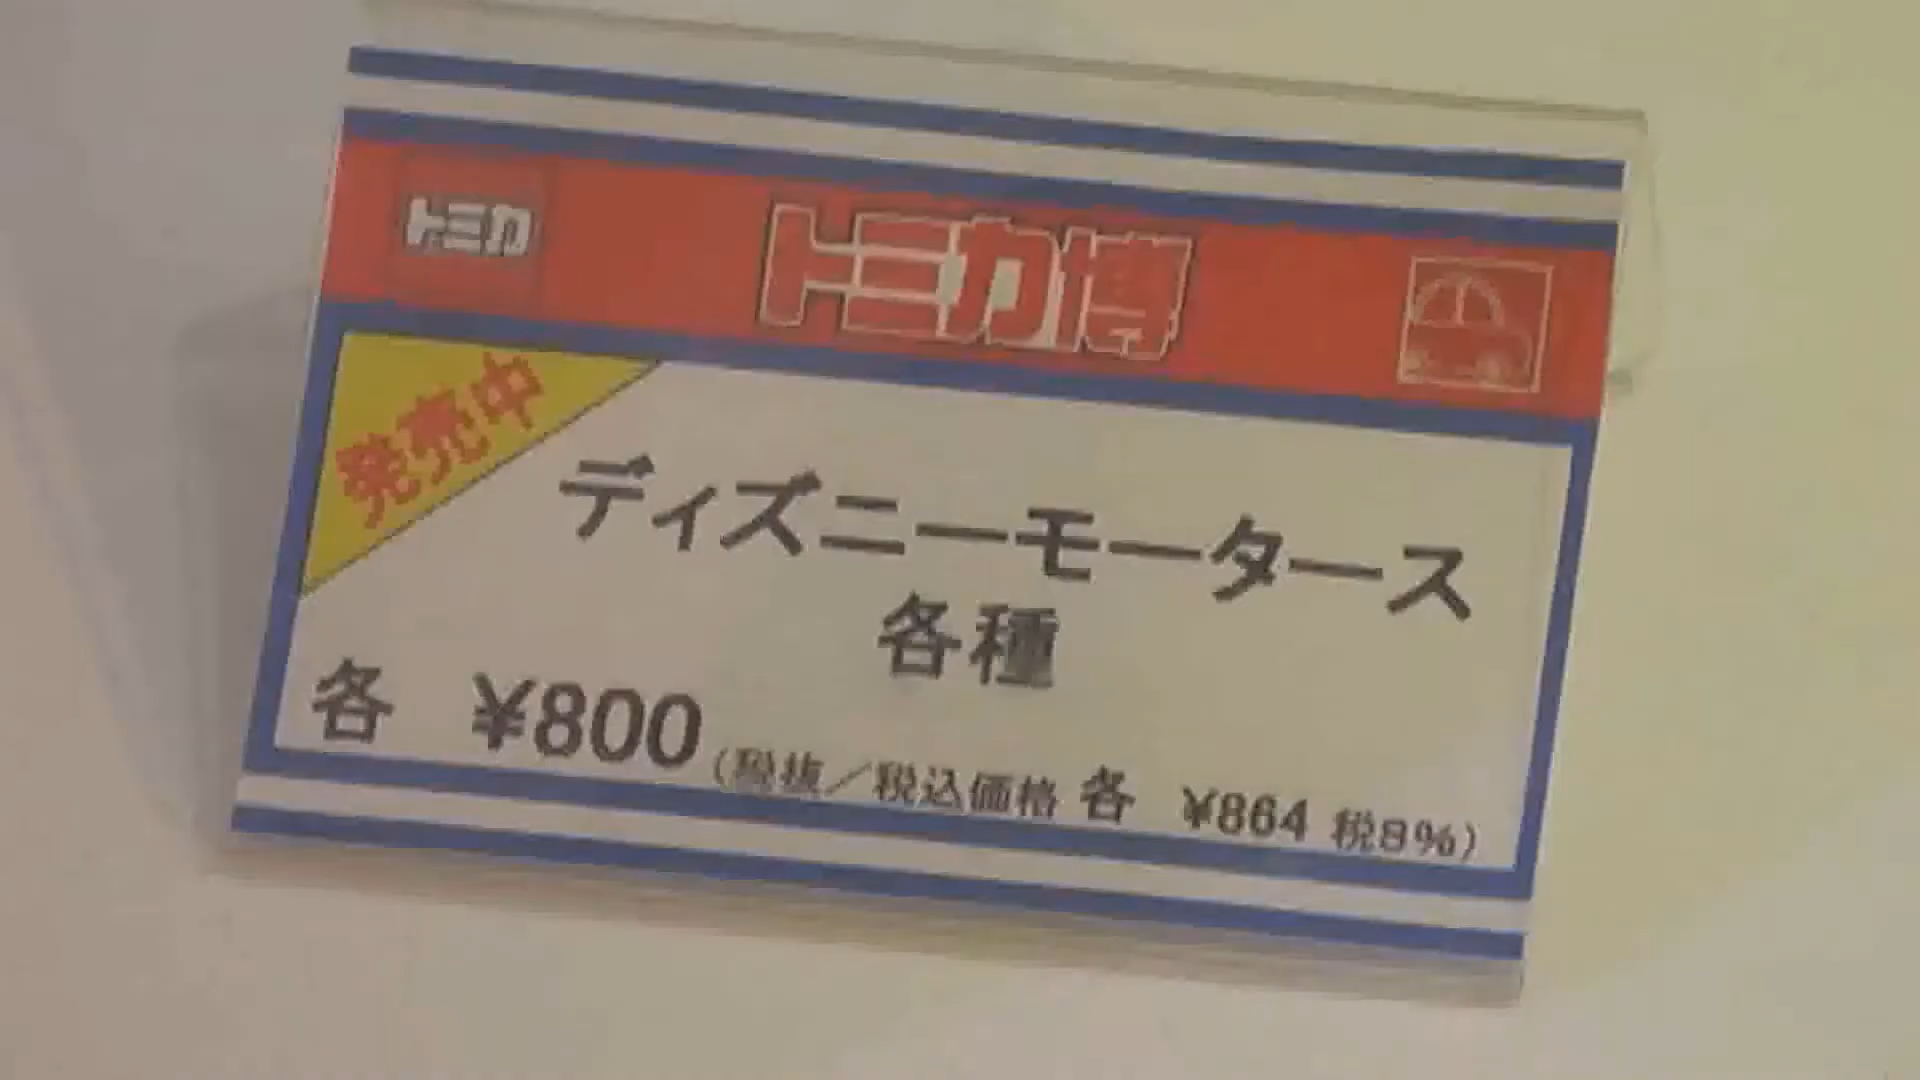 トミカ
トミカ博
発売中
ディズニーモータース
各種
各 ¥800 (税抜／税込価格 各 ¥864 税8%)